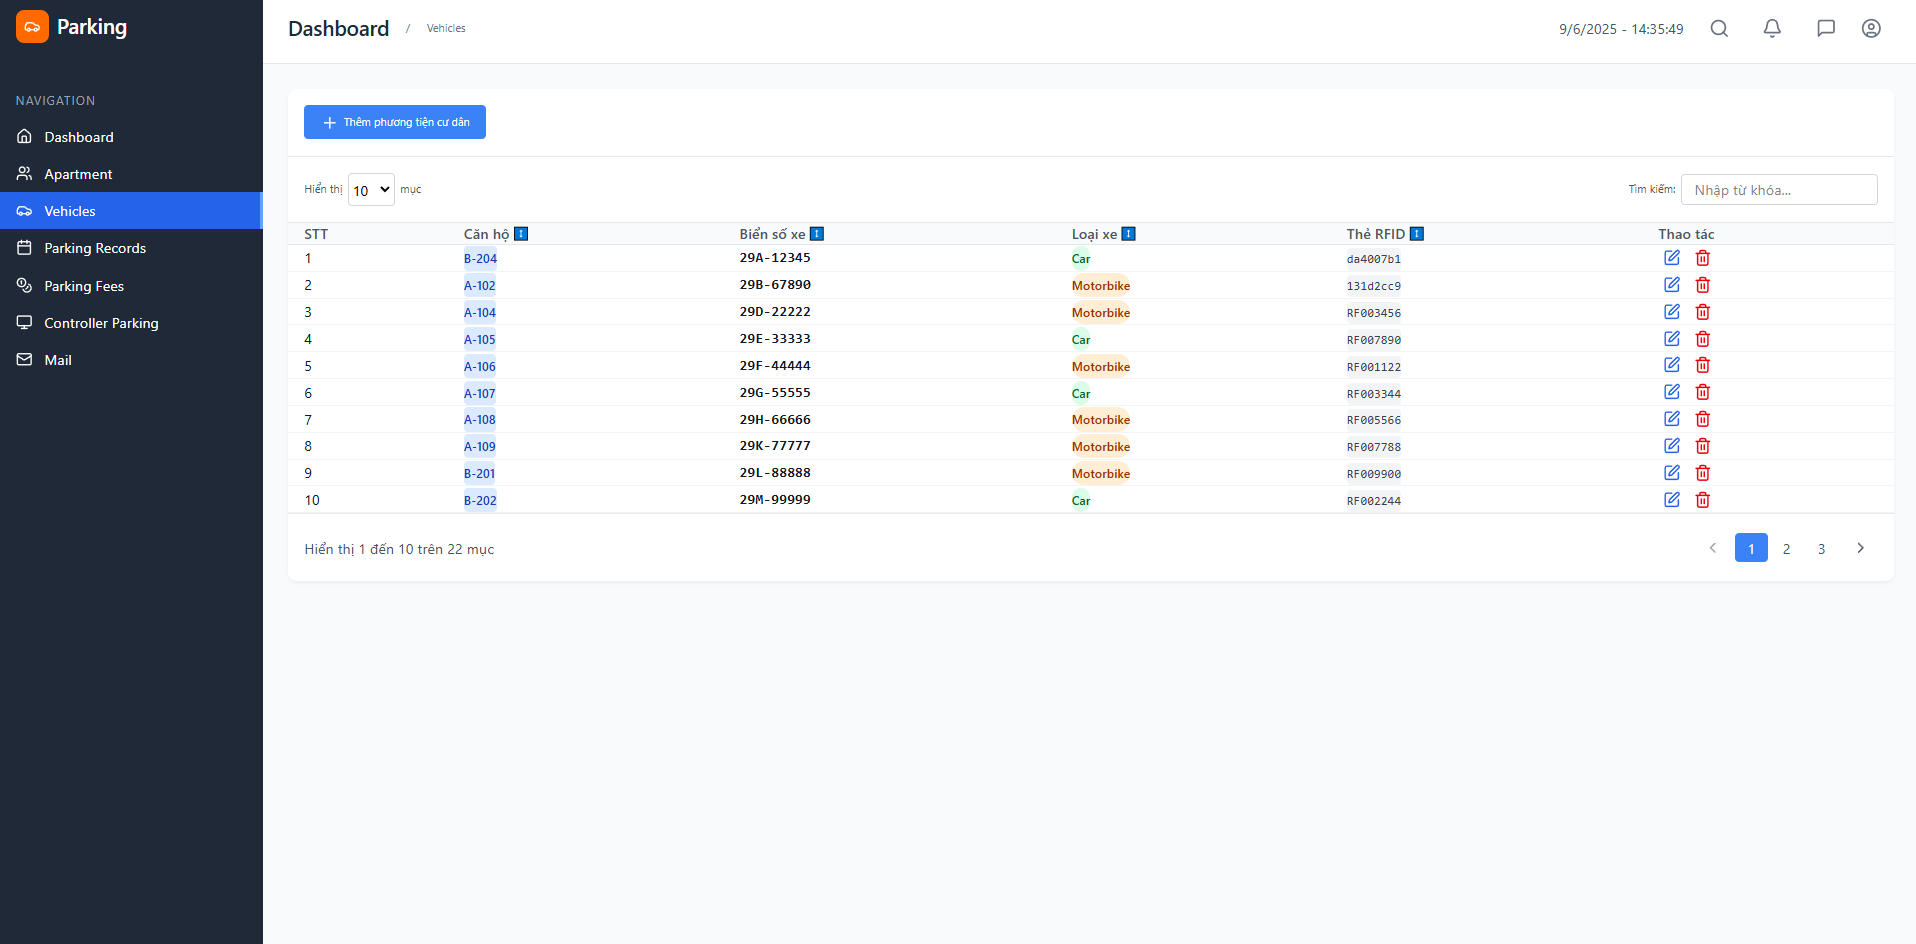 Parking
Dashboard / Vehicles
9/6/2025 - 14:35:49
NAVIGATION
Dashboard
Apartment
Vehicles
Parking Records
Parking Fees
Controller Parking
Mail
Thêm phương tiện cư dân
Hiển thị 10 mục
Tìm kiếm: Nhập từ khóa...
STT Căn hộ Biển số xe Loại xe Thẻ RFID Thao tác
1 B-204 29A-12345 Car da4007b1
2 A-102 29B-67890 Motorbike 131d2cc9
3 A-104 29D-22222 Motorbike RF003456
4 A-105 29E-33333 Car RF007890
5 A-106 29F-44444 Motorbike RF001122
6 A-107 29G-55555 Car RF003344
7 A-108 29H-66666 Motorbike RF005566
8 A-109 29K-77777 Motorbike RF007788
9 B-201 29L-88888 Motorbike RF009900
10 B-202 29M-99999 Car RF002244
Hiển thị 1 đến 10 trên 22 mục
1 2 3